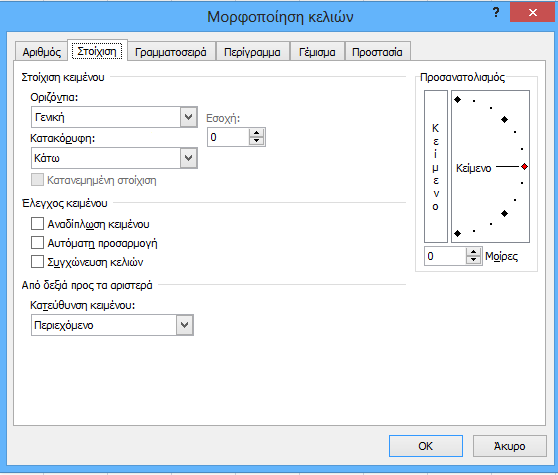 Μορφοποίηση κελιών
Αριθμός Στοίχιση Γραμματοσειρά Περίγραμμα Γέμισμα Προστασία
Στοίχιση κειμένου
Οριζόντια:
Γενική
Εσοχή:
0
Κατακόρυφη:
Κάτω
Κατανεμημένη στοίχιση
Έλεγχος κειμένου
Αναδίπλωση κειμένου
Αυτόματη προσαρμογή
Συγχώνευση κελιών
Από δεξιά προς τα αριστερά
Κατεύθυνση κειμένου:
Περιεχόμενο
Προσανατολισμός
Κείμενο
Κείμενο
0 Μοίρες
OK Άκυρο